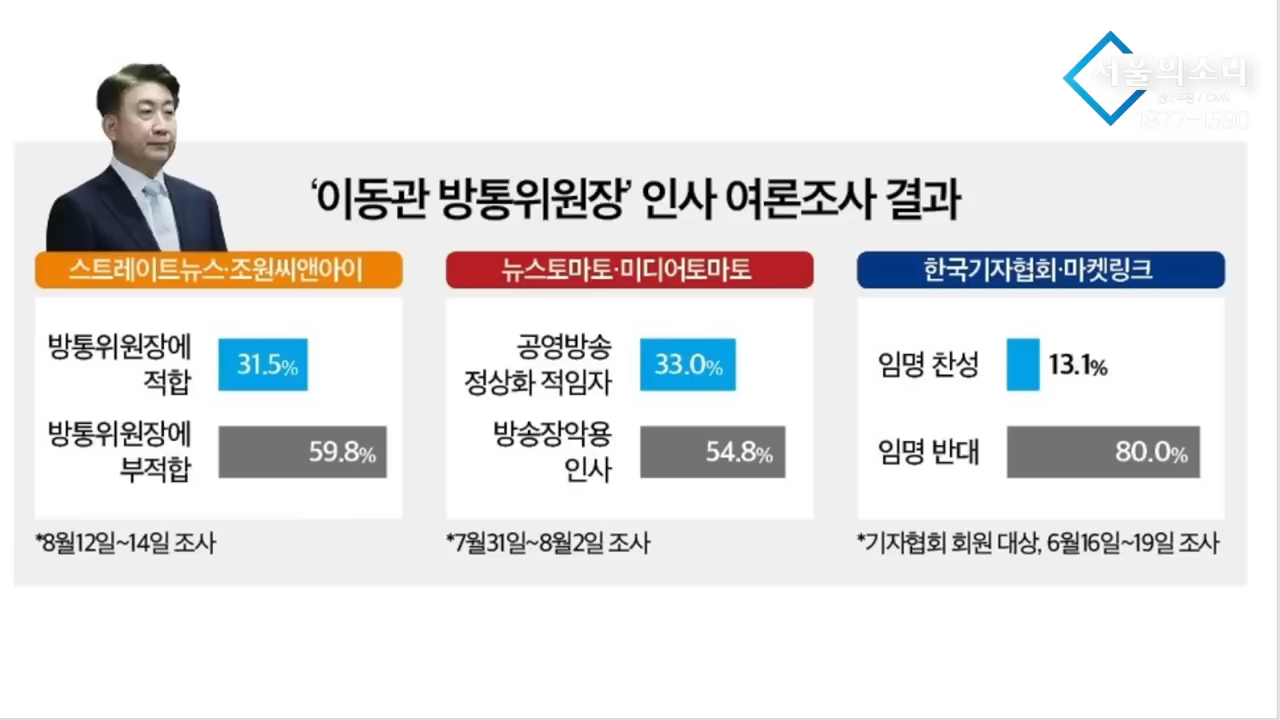 서울의소리
1877-1590
‘이동관 방통위원장’ 인사 여론조사 결과
스트레이트뉴스·조원씨앤아이
방통위원장에
적합
31.5%
방통위원장에
부적합
59.8%
*8월12일~14일 조사
뉴스토마토·미디어토마토
공영방송
정상화 적임자
33.0%
방송장악용
인사
54.8%
*7월31일~8월2일 조사
한국기자협회·마켓링크
임명 찬성
13.1%
임명 반대
80.0%
*기자협회 회원 대상, 6월16일~19일 조사